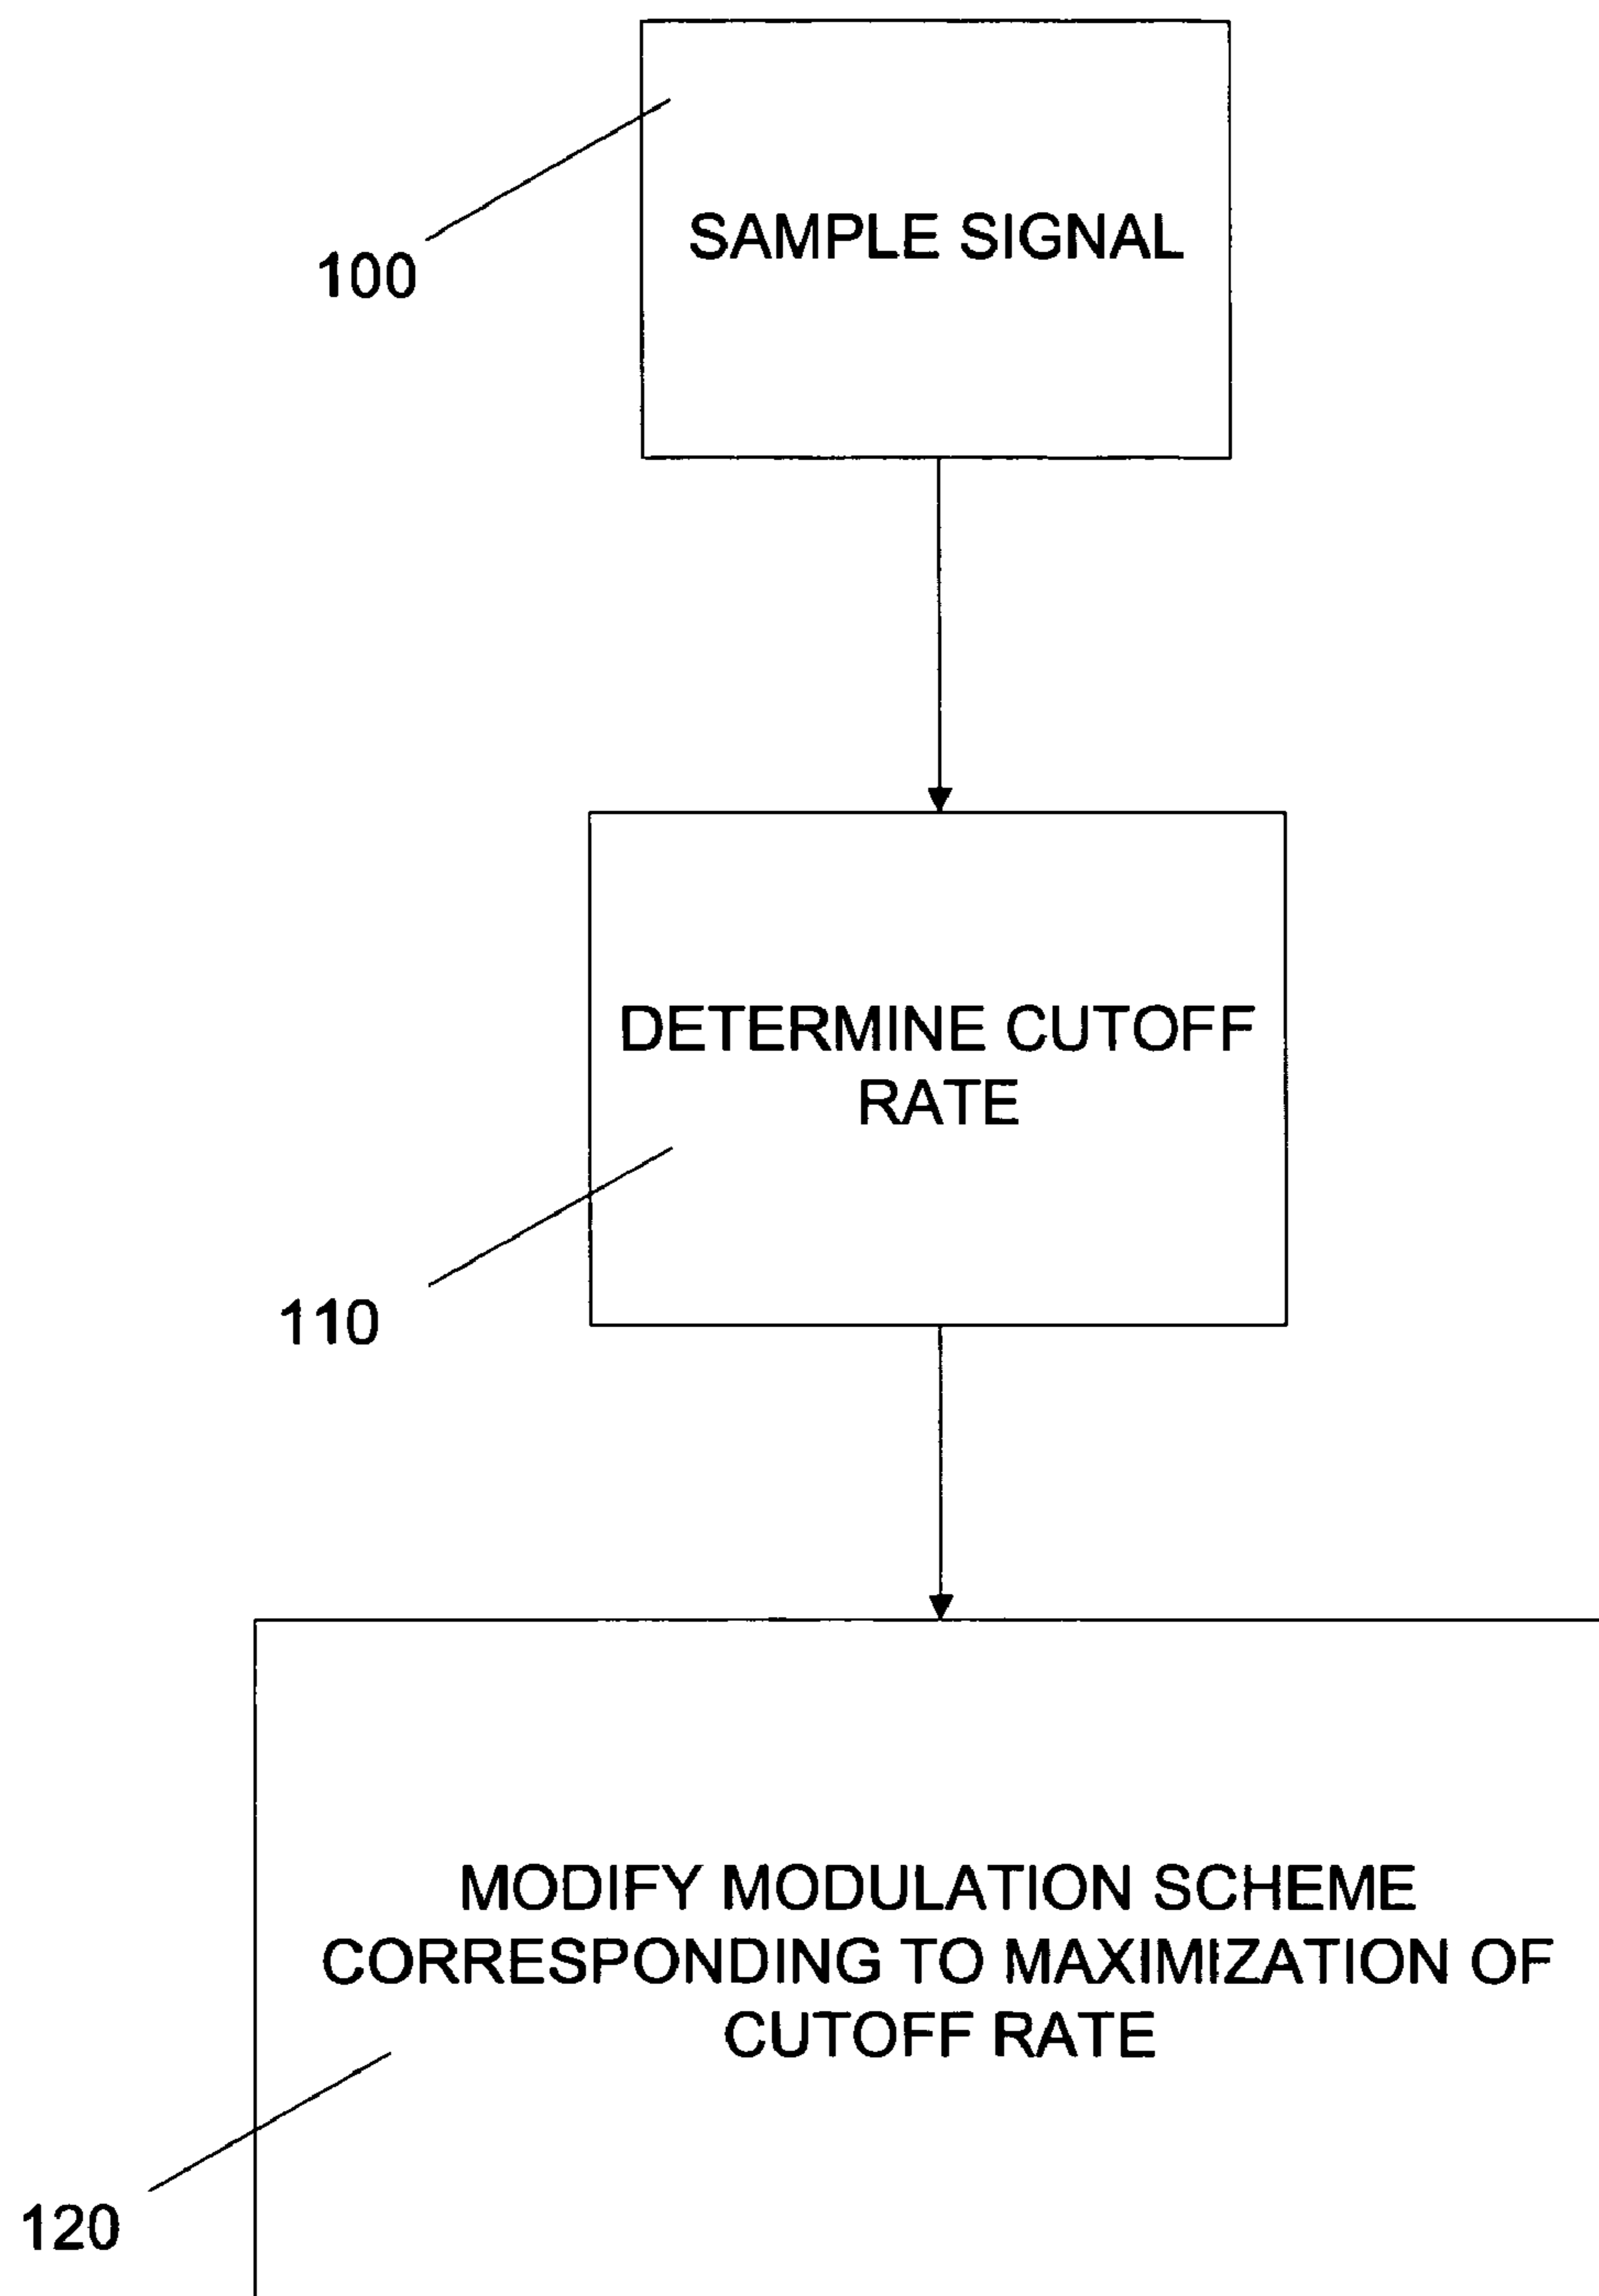 SAMPLE SIGNAL
100
DETERMINE CUTOFF
RATE
110
MODIFY MODULATION SCHEME
CORRESPONDING TO MAXIMIZATION OF
CUTOFF RATE
120